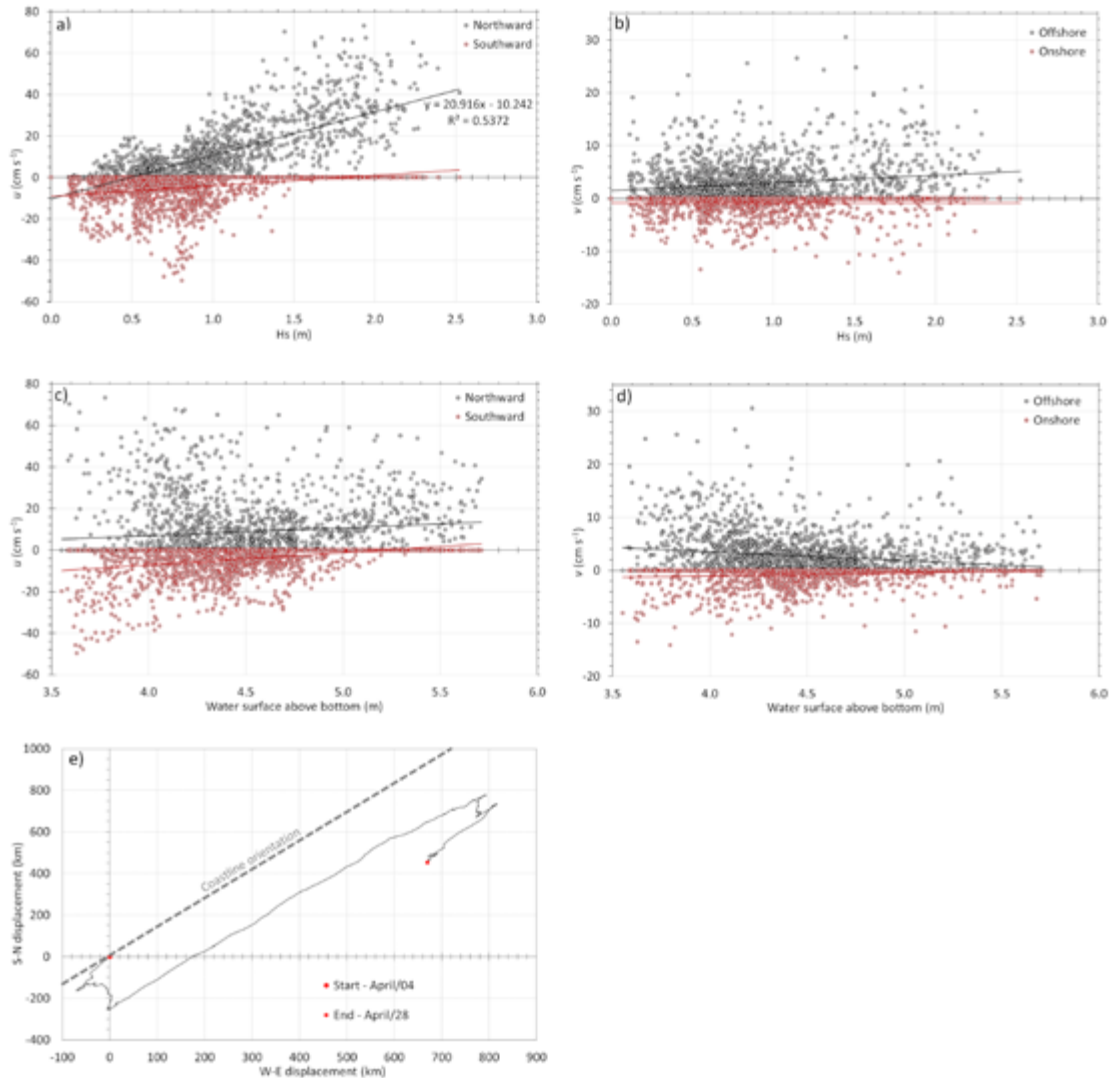 a)
Northward
Southward
y = 20.916x - 10.242
R² = 0.5372
u (cm s⁻¹)
80
60
40
20
0
-20
-40
-60
0.0 0.5 1.0 1.5 2.0 2.5 3.0
Hs (m)
b)
Offshore
Onshore
v (cm s⁻¹)
30
20
10
0
-10
-20
0.0 0.5 1.0 1.5 2.0 2.5 3.0
Hs (m)
c)
Northward
Southward
u (cm s⁻¹)
80
60
40
20
0
-20
-40
-60
3.5 4.0 4.5 5.0 5.5 6.0
Water surface above bottom (m)
d)
Offshore
Onshore
v (cm s⁻¹)
30
20
10
0
-10
-20
3.5 4.0 4.5 5.0 5.5 6.0
Water surface above bottom (m)
e)
Coastline orientation
S-N displacement (km)
1000
800
600
400
200
0
-200
-400
Start - April/04
End - April/28
-100 0 100 200 300 400 500 600 700 800 900
W-E displacement (km)